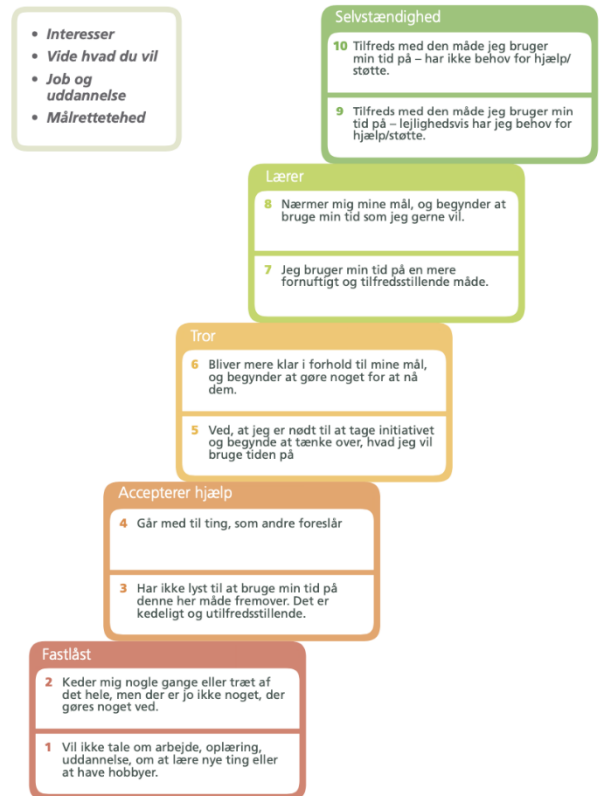 • Interesser
• Vide hvad du vil
• Job og
uddannelse
• Målrettetehed
Selvstændighed
10 Tilfreds med den måde jeg bruger
min tid på – har ikke behov for hjælp/
støtte.
9 Tilfreds med den måde jeg bruger min
tid på – lejlighedsvis har jeg behov for
hjælp/støtte.
Lærer
8 Nærmer mig mine mål, og begynder at
bruge min tid som jeg gerne vil.
7 Jeg bruger min tid på en mere
fornuftigt og tilfredsstillende måde.
Tror
6 Bliver mere klar i forhold til mine mål,
og begynder at gøre noget for at nå
dem.
5 Ved, at jeg er nødt til at tage initiativet
og begynde at tænke over, hvad jeg vil
bruge tiden på
Accepterer hjælp
4 Går med til ting, som andre foreslår
3 Har ikke lyst til at bruge min tid på
denne her måde fremover. Det er
kedeligt og utilfredsstillende.
Fastlåst
2 Keder mig nogle gange eller træt af
det hele, men der er jo ikke noget, der
gøres noget ved.
1 Vil ikke tale om arbejde, oplæring,
uddannelse, om at lære nye ting eller
at have hobbyer.